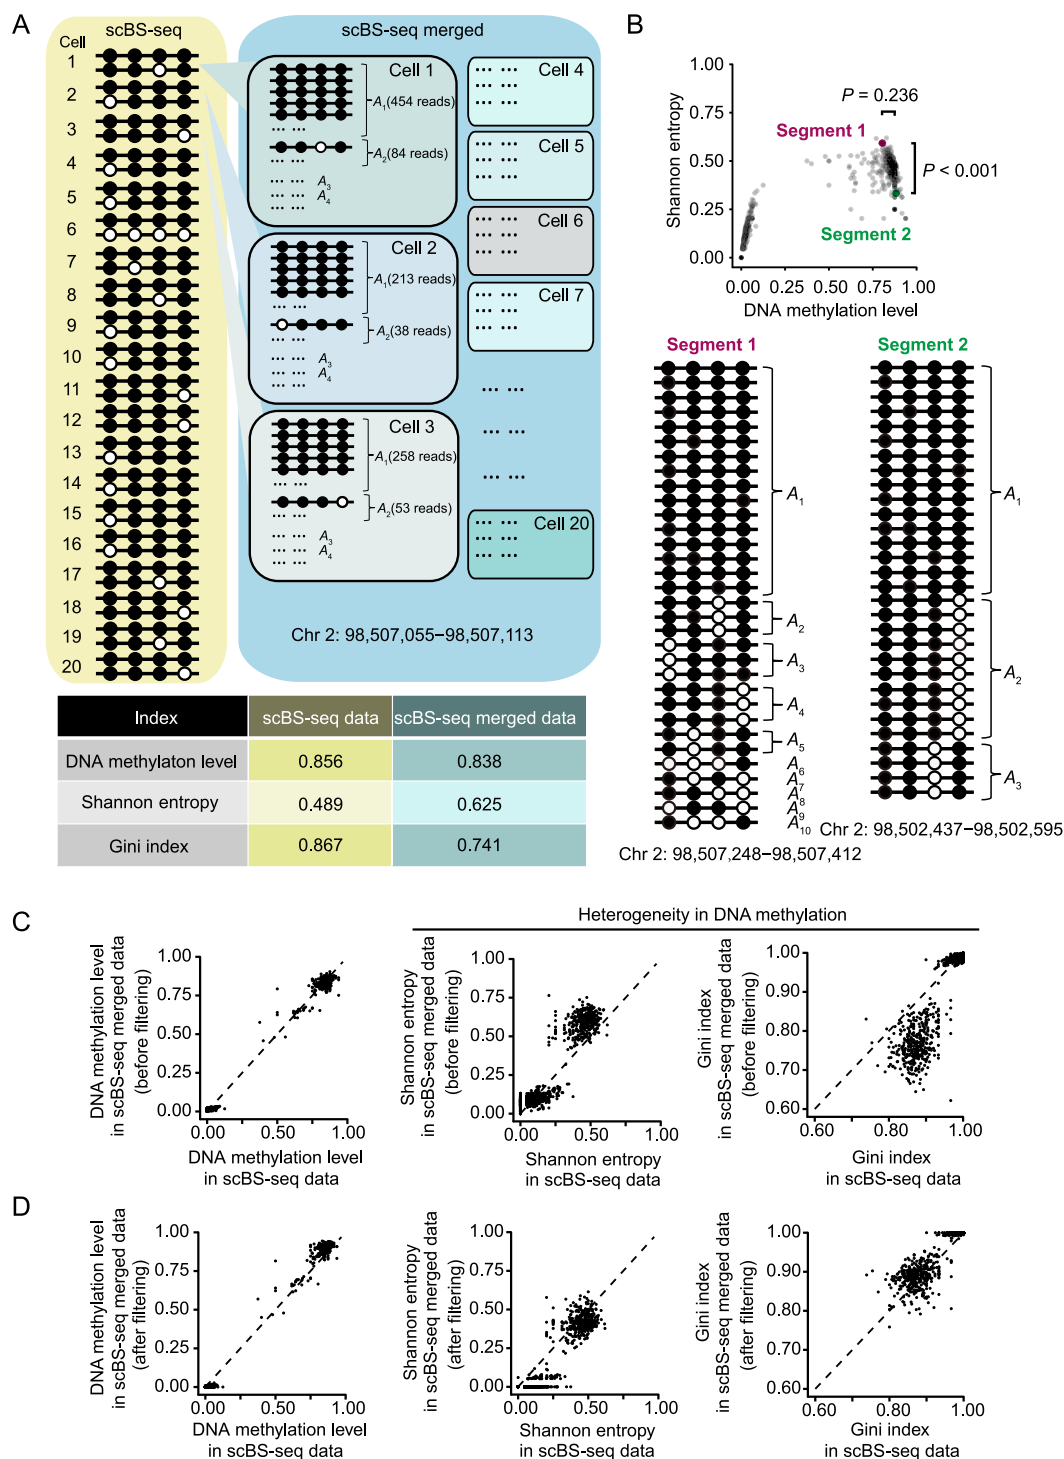 A
scBS-seq
Cell
1
2
3
4
5
6
7
8
9
10
11
12
13
14
15
16
17
18
19
20
scBS-seq merged
Cell 1
A1(454 reads)
... ...
A2(84 reads)
... ...
... ... A3
... ... A4
... ...
Cell 2
A1(213 reads)
... ...
A2(38 reads)
... ...
... ... A3
... ... A4
... ...
Cell 3
A1(258 reads)
... ...
A2(53 reads)
... ...
... ... A3
... ... A4
... ...
Cell 4
... ...
... ...
... ...
Cell 5
... ...
... ...
... ...
Cell 6
... ...
... ...
... ...
Cell 7
... ...
... ...
... ...
... ...
... ...
... ...
Cell 20
... ...
... ...
... ...
Chr 2: 98,507,055–98,507,113
Index scBS-seq data scBS-seq merged data
DNA methylaton level 0.856 0.838
Shannon entropy 0.489 0.625
Gini index 0.867 0.741
B
Shannon entropy
1.00
0.75
0.50
0.25
0.00
P = 0.236
Segment 1
P < 0.001
Segment 2
0.00 0.25 0.50 0.75 1.00
DNA methylation level
Segment 1
A1
A2
A3
A4
A5
A6
A7
A8
A9
A10
Chr 2: 98,507,248–98,507,412
Segment 2
A1
A2
A3
Chr 2: 98,502,437–98,502,595
C
Heterogeneity in DNA methylation
DNA methylation level
in scBS-seq merged data
(before filtering)
1.00
0.75
0.50
0.25
0.00
0.00 0.50 1.00
DNA methylation level
in scBS-seq data
Shannon entropy
in scBS-seq merged data
(before filtering)
1.00
0.75
0.50
0.25
0.00
0.00 0.50 1.00
Shannon entropy
in scBS-seq data
Gini index
in scBS-seq merged data
(before filtering)
1.00
0.90
0.80
0.70
0.60
0.60 0.80 1.00
Gini index
in scBS-seq data
D
DNA methylation level
in scBS-seq merged data
(after filtering)
1.00
0.75
0.50
0.25
0.00
0.00 0.50 1.00
DNA methylation level
in scBS-seq data
Shannon entropy
in scBS-seq merged data
(after filtering)
1.00
0.75
0.50
0.25
0.00
0.00 0.50 1.00
Shannon entropy
in scBS-seq data
Gini index
in scBS-seq merged data
(after filtering)
1.00
0.90
0.80
0.70
0.60
0.60 0.80 1.00
Gini index
in scBS-seq data